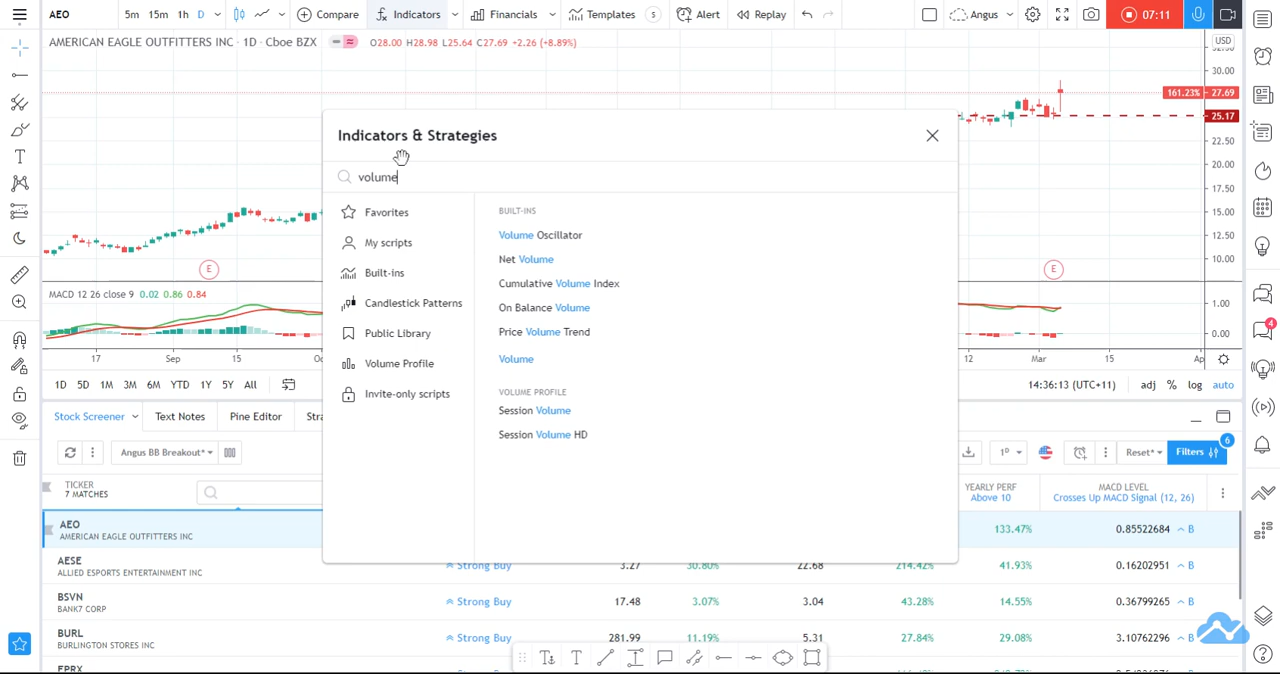 AEO
5m 15m 1h D
Compare
Indicators
Financials
Templates
S
Alert
Replay
Angus
07:11
AMERICAN EAGLE OUTFITTERS INC · 1D · Cboe BZX
O28.00 H28.98 L25.64 C27.69 +2.26 (+8.89%)
USD
30.00
161.23% 27.69
25.17
22.50
20.00
17.50
15.00
12.50
10.00
Indicators & Strategies
volume
Favorites
My scripts
Built-ins
Candlestick Patterns
Public Library
Volume Profile
Invite-only scripts
BUILT-INS
Volume Oscillator
Net Volume
Cumulative Volume Index
On Balance Volume
Price Volume Trend
Volume
VOLUME PROFILE
Session Volume
Session Volume HD
E
E
MACD 12 26 close 9 0.02 0.86 0.84
1.00
0.00
17 Sep 15
12 Mar 15
1D 5D 1M 3M 6M YTD 1Y 5Y All
14:36:13 (UTC+11)
adj % log auto
4
Stock Screener
Text Notes
Pine Editor
Angus BB Breakout*
1D
Reset*
Filters
6
TICKER
7 MATCHES
YEARLY PERF
Above 10
MACD LEVEL
Crosses Up MACD Signal (12, 26)
AEO
AMERICAN EAGLE OUTFITTERS INC
133.47% 0.85522684 B
AESE
ALLIED ESPORTS ENTERTAINMENT INC
Strong Buy 3.27 30.80% 22.68 214.42% 41.93% 0.16202951 B
BSVN
BANK7 CORP
Strong Buy 17.48 3.07% 3.04 43.28% 14.55% 0.36799265 B
BURL
BURLINGTON STORES INC
Strong Buy 281.99 11.19% 5.31 27.84% 29.08% 3.10762296 B